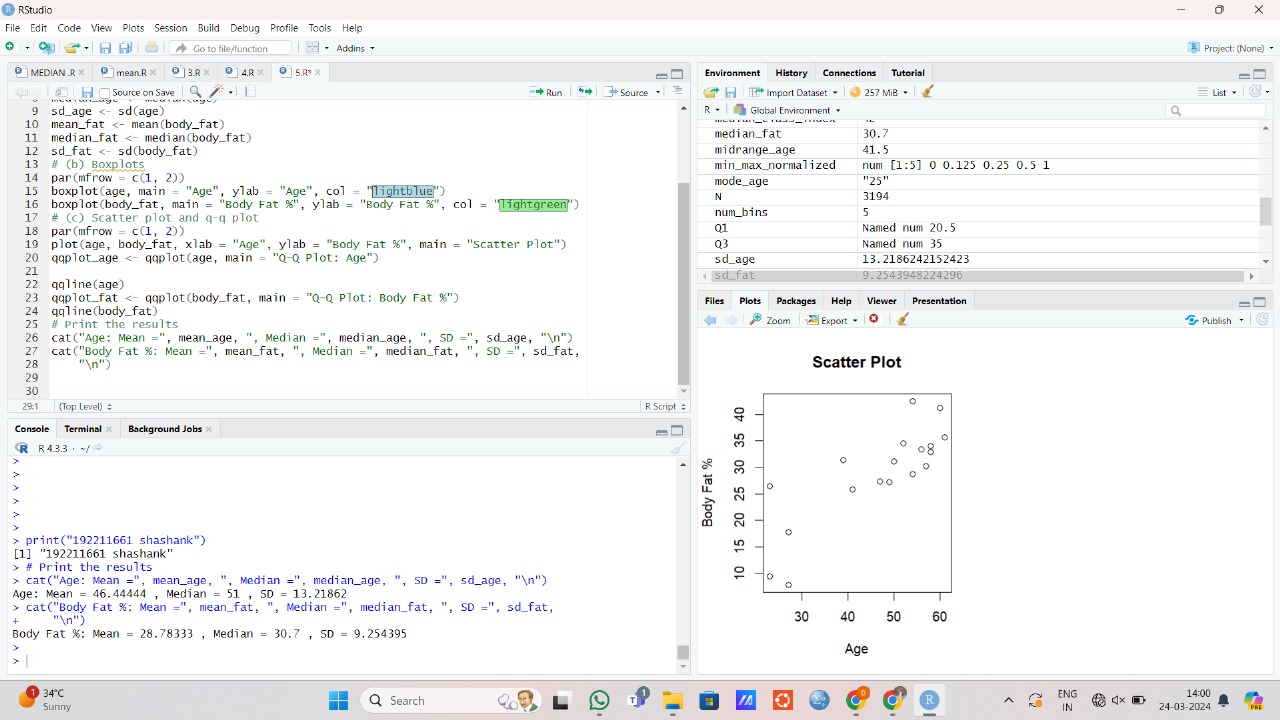 RStudio
File Edit Code View Plots Session Build Debug Profile Tools Help
Go to file/function Addins Project: (None)
MEDIAN .R mean.R 3.R 4.R 5.R*
Source on Save Run Source
10 sd_age <- sd(age)
mean_fat <- mean(body_fat)
11 median_fat <- median(body_fat)
12 sd_fat <- sd(body_fat)
13 # (b) Boxplots
14 par(mfrow = c(1, 2))
15 boxplot(age, main = "Age", ylab = "Age", col = "lightblue")
16 boxplot(body_fat, main = "Body Fat %", ylab = "Body Fat %", col = "lightgreen")
17 # (c) Scatter plot and q-q plot
18 par(mfrow = c(1, 2))
19 plot(age, body_fat, xlab = "Age", ylab = "Body Fat %", main = "Scatter Plot")
20 qqplot_age <- qqplot(age, main = "Q-Q Plot: Age")
21
22 qqline(age)
23 qqplot_fat <- qqplot(body_fat, main = "Q-Q Plot: Body Fat %")
24 qqline(body_fat)
25 # Print the results
26 cat("Age: Mean =", mean_age, ", Median =", median_age, ", SD =", sd_age, "\n")
27 cat("Body Fat %: Mean =", mean_fat, ", Median =", median_fat, ", SD =", sd_fat,
28 "\n")
29
30
29:1 (Top Level) R Script
Console Terminal Background Jobs
R 4.3.3 · ~/
>
>
>
>
>
>
> print("192211661 shashank")
[1] "192211661 shashank"
> # Print the results
> cat("Age: Mean =", mean_age, ", Median =", median_age, ", SD =", sd_age, "\n")
Age: Mean = 46.44444 , Median = 51 , SD = 13.21862
> cat("Body Fat %: Mean =", mean_fat, ", Median =", median_fat, ", SD =", sd_fat,
+ "\n")
Body Fat %: Mean = 28.78333 , Median = 30.7 , SD = 9.254395
>
>
Environment History Connections Tutorial
Import Dataset 257 MiB List
R Global Environment
median_fat 30.7
midrange_age 41.5
min_max_normalized num [1:5] 0 0.125 0.25 0.5 1
mode_age "25"
N 3194
num_bins 5
Q1 Named num 20.5
Q3 Named num 35
sd_age 13.2186242152423
sd_fat 9.2543948224296
Files Plots Packages Help Viewer Presentation
Zoom Export Publish
Scatter Plot
Body Fat %
40
35
30
25
20
15
10
30 40 50 60
Age
1 34°C
Sunny
Search
1
0
ENG
IN
14:00
24-03-2024
PRE